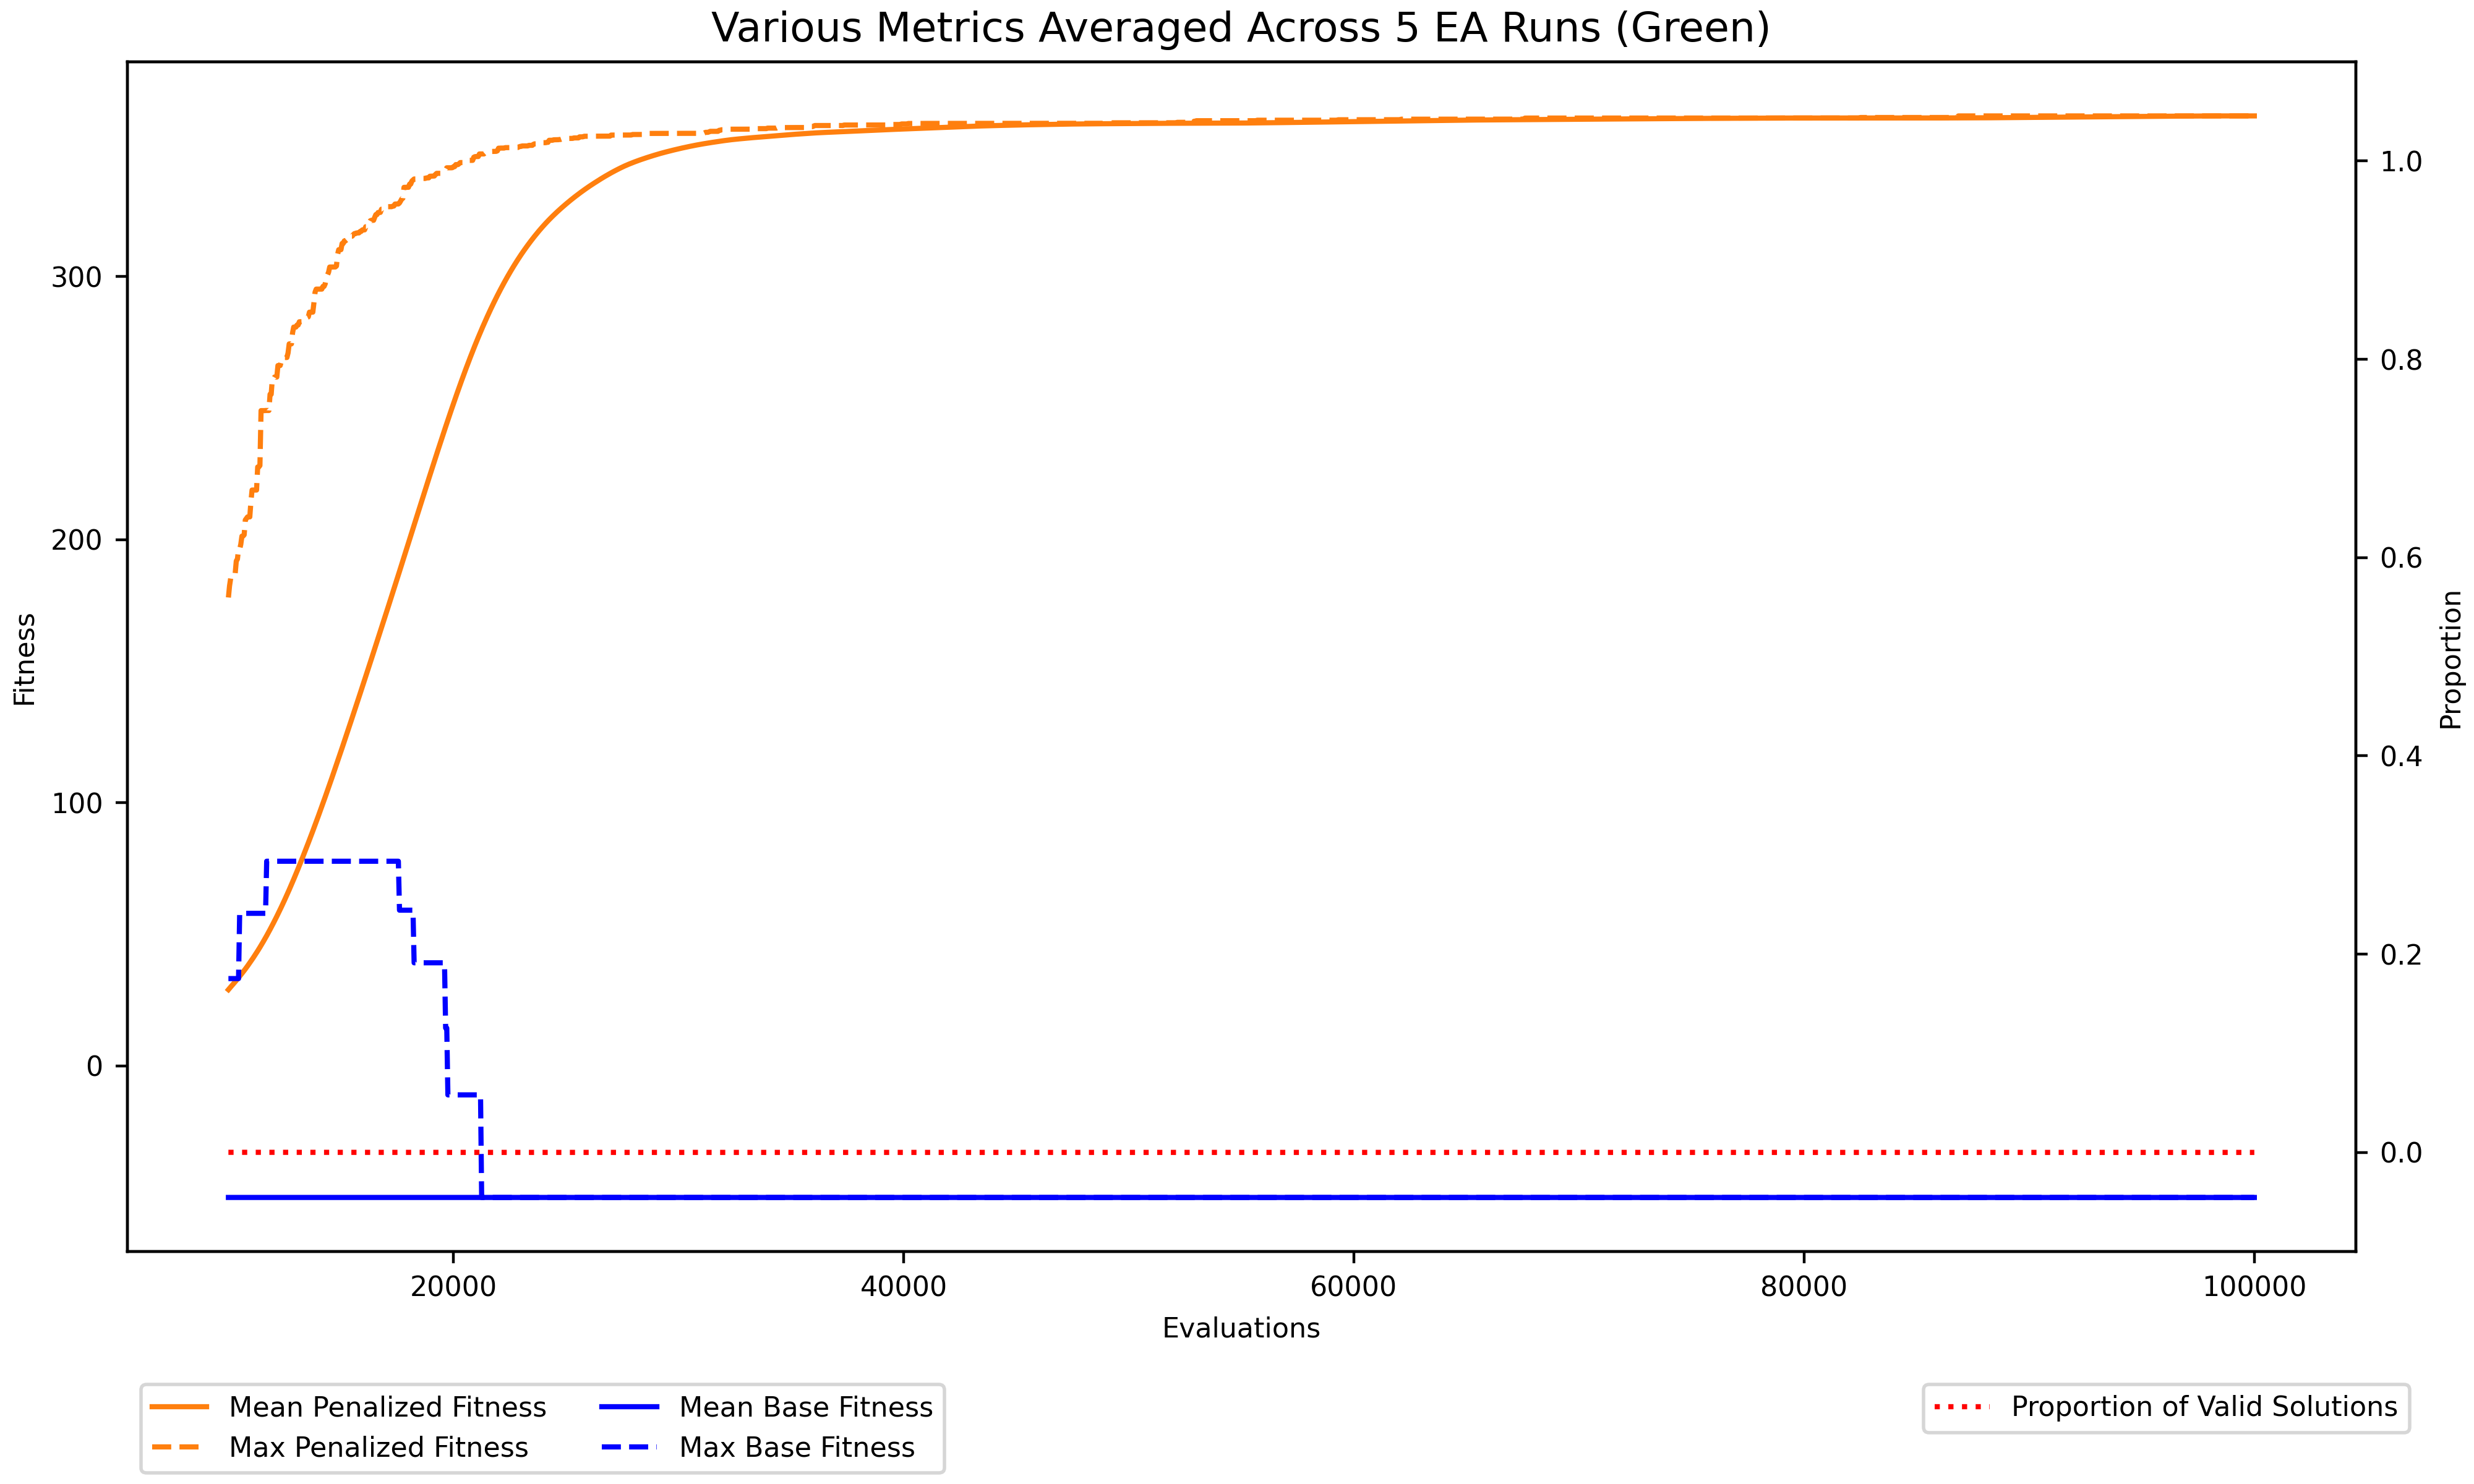 Various Metrics Averaged Across 5 EA Runs (Green)
Fitness
300
200
100
0
Proportion
1.0
0.8
0.6
0.4
0.2
0.0
20000 40000 60000 80000 100000
Evaluations
Mean Penalized Fitness
Max Penalized Fitness
Mean Base Fitness
Max Base Fitness
Proportion of Valid Solutions